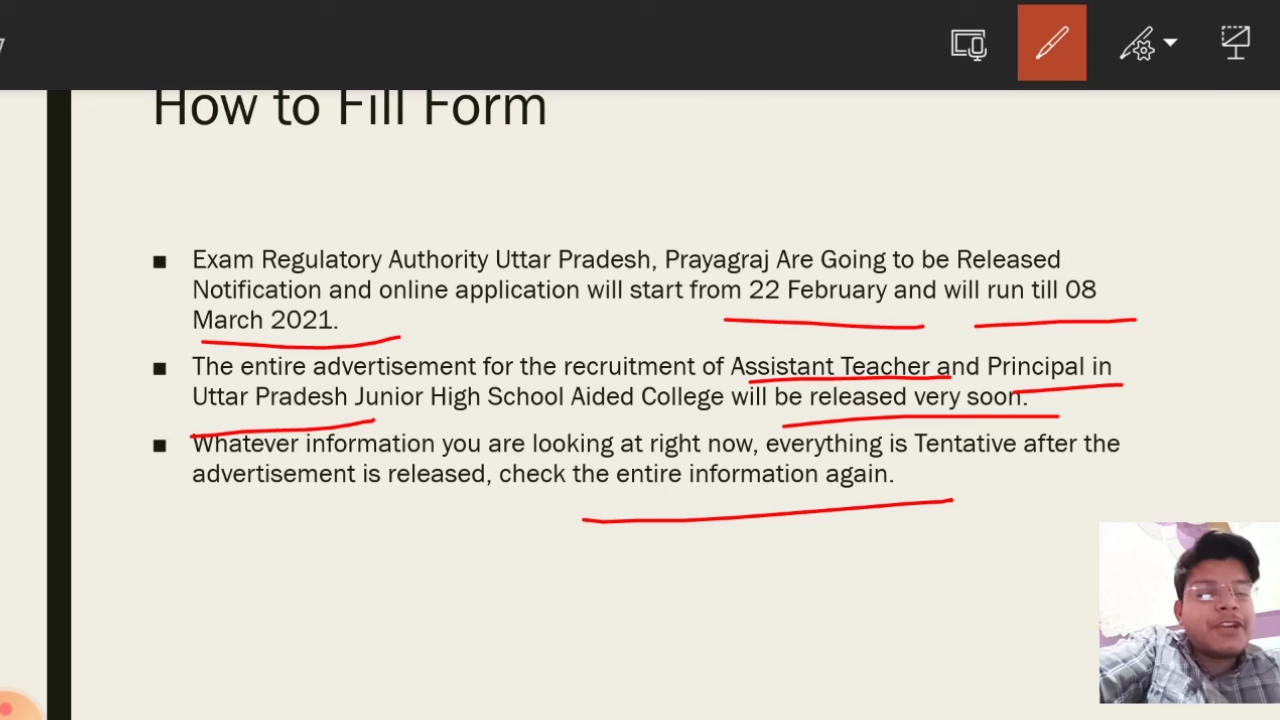 How to Fill Form
Exam Regulatory Authority Uttar Pradesh, Prayagraj Are Going to be Released
Notification and online application will start from 22 February and will run till 08
March 2021.
The entire advertisement for the recruitment of Assistant Teacher and Principal in
Uttar Pradesh Junior High School Aided College will be released very soon.
Whatever information you are looking at right now, everything is Tentative after the
advertisement is released, check the entire information again.